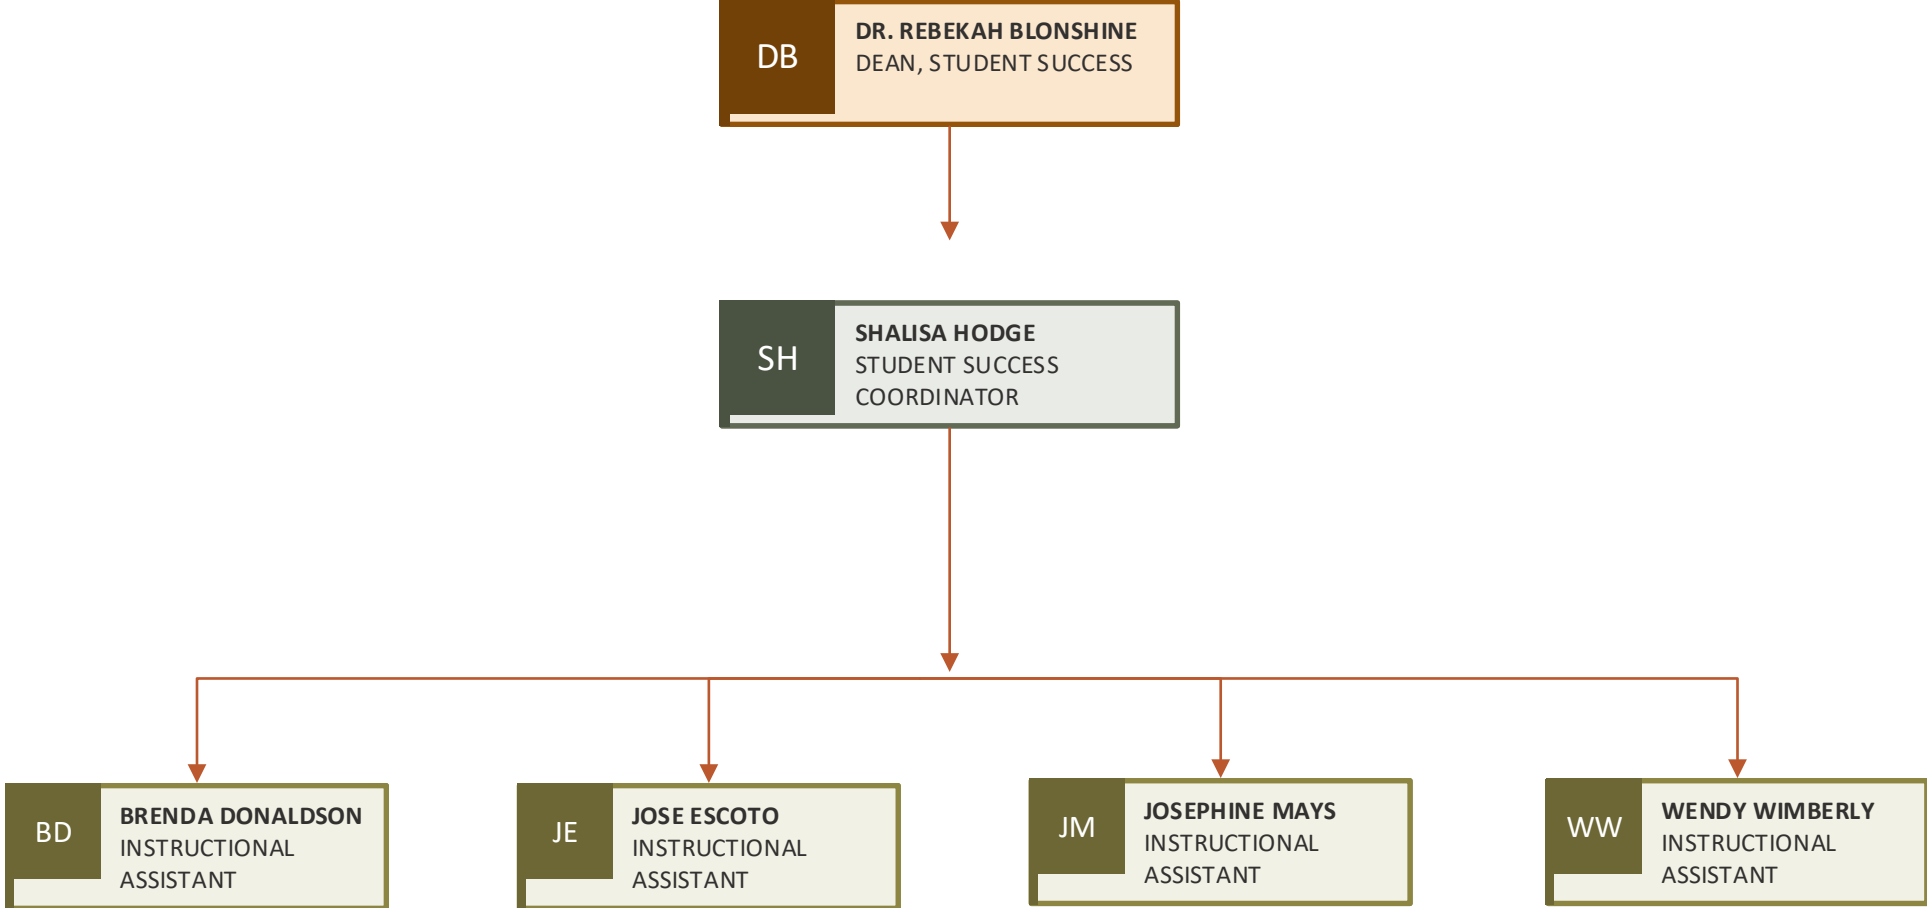 DB
DR. REBEKAH BLONSHINE
DEAN, STUDENT SUCCESS
SH
SHALISA HODGE
STUDENT SUCCESS
COORDINATOR
BD
BRENDA DONALDSON
INSTRUCTIONAL
ASSISTANT
JE
JOSE ESCOTO
INSTRUCTIONAL
ASSISTANT
JM
JOSEPHINE MAYS
INSTRUCTIONAL
ASSISTANT
WW
WENDY WIMBERLY
INSTRUCTIONAL
ASSISTANT